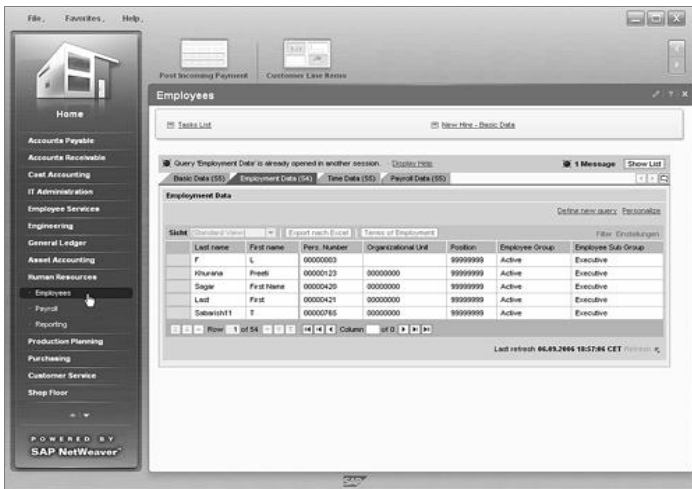 File, Favorites, Help,
Post Incoming Payment
Customer Line Items
Home
Accounts Payable
Accounts Receivable
Cost Accounting
IT Administration
Employee Services
Engineering
General Ledger
Asset Accounting
Human Resources
Employees
Payroll
Reporting
Production Planning
Purchasing
Customer Service
Shop Floor
POWERED BY
SAP NetWeaver
Employees
Tasks List
New Hire - Basic Data
Query 'Employment Data' is already opened in another session. - Display Help
1 Message Show List
Basic Data (55) Employment Data (54) Time Data (55) Payroll Data (55)
Employment Data
Define new query Personalize
Sicht [Standard View] Export nach Excel Terms of Employment Filter Einstellungen
Last name First name Pers. Number Organizational Unit Position Employee Group Employee Sub Group
F L 00000003 99999999 Active Executive
Khurana Preeti 00000123 00000000 99999999 Active Executive
Sagar First Name 00000420 00000000 99999999 Active Executive
Last First 00000421 00000000 99999999 Active Executive
Sabarish11 T 00000765 00000000 99999999 Active Executive
Row 1 of 54 Column of 0
Last refresh 06.09.2006 18:57:06 CET Refresh
SAP